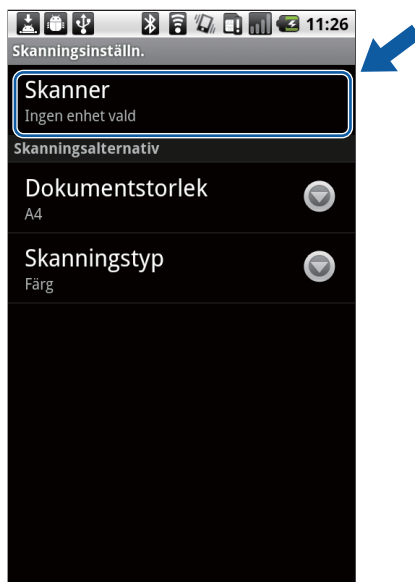 11:26
Skanningsinställn.
Skanner
Ingen enhet vald
Skanningsalternativ
Dokumentstorlek
A4
Skanningstyp
Färg